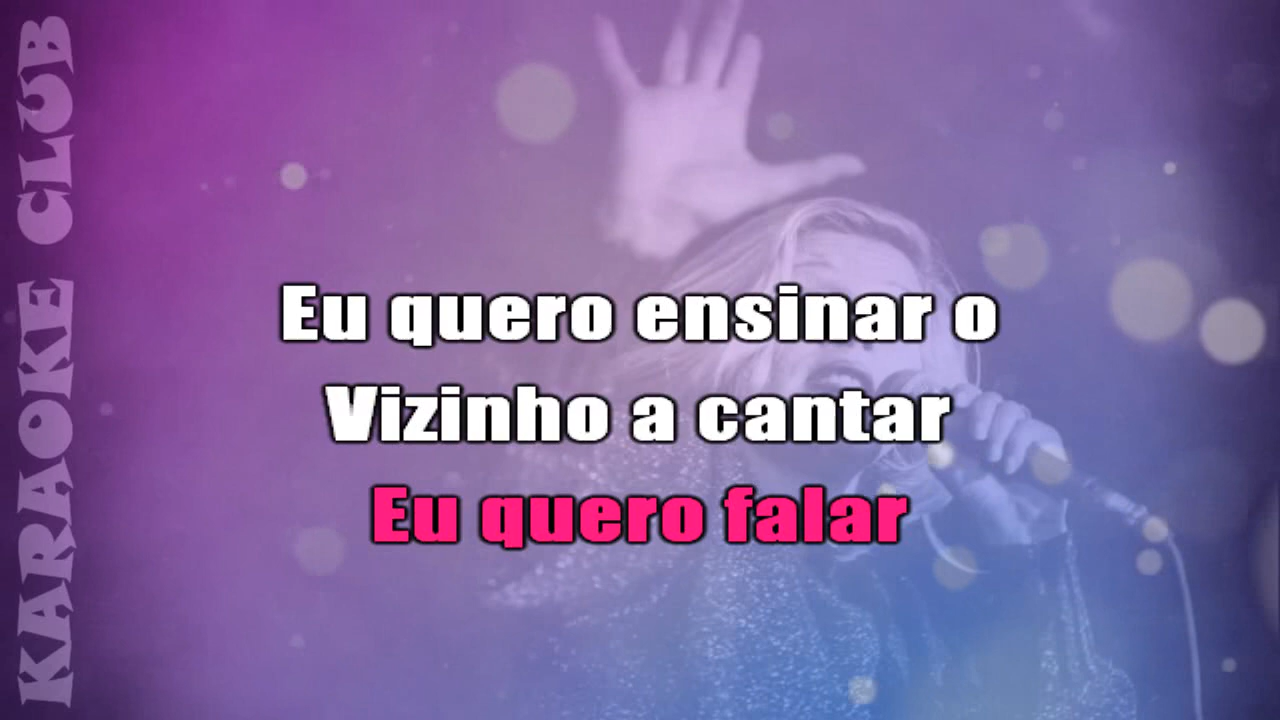 KARAOKE CLUB
Eu quero ensinar o
Vizinho a cantar
Eu quero falar